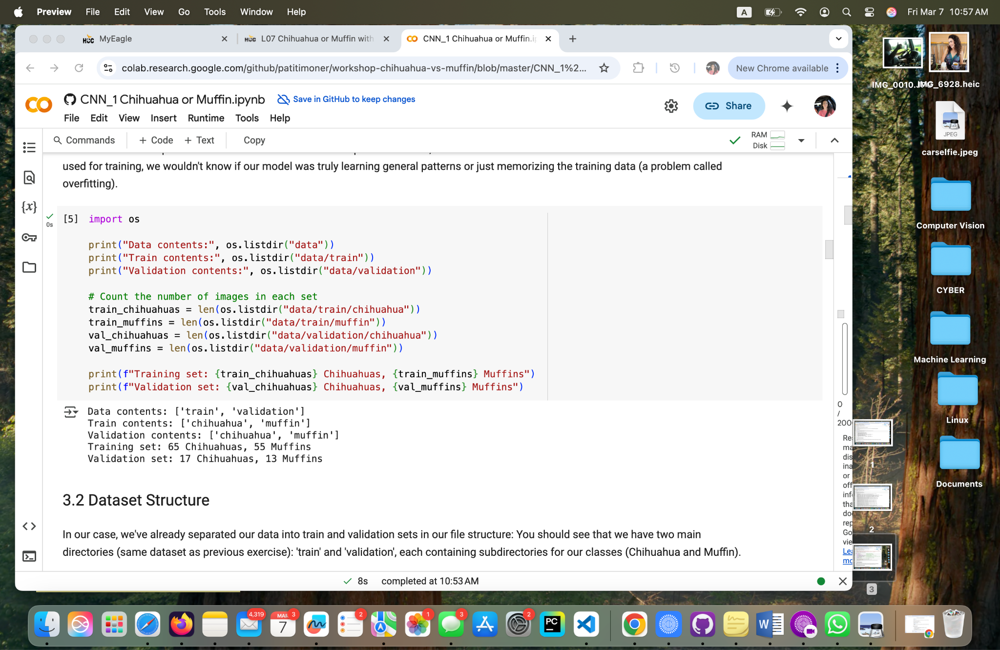 Preview File Edit View Go Tools Window Help
A Fri Mar 7 10:57 AM
HCC MyEagle
HCC L07 Chihuahua or Muffin with
CNN_1 Chihuahua or Muffin.ip
colab.research.google.com/github/patitimoner/workshop-chihuahua-vs-muffin/blob/master/CNN_1%2...
New Chrome available
CNN_1 Chihuahua or Muffin.ipynb
Save in GitHub to keep changes
File Edit View Insert Runtime Tools Help
Share
Commands + Code + Text Copy
RAM
Disk
used for training, we wouldn't know if our model was truly learning general patterns or just memorizing the training data (a problem called
overfitting).
{x}
0s
[5] import os
print("Data contents:", os.listdir("data"))
print("Train contents:", os.listdir("data/train"))
print("Validation contents:", os.listdir("data/validation"))
# Count the number of images in each set
train_chihuahuas = len(os.listdir("data/train/chihuahua"))
train_muffins = len(os.listdir("data/train/muffin"))
val_chihuahuas = len(os.listdir("data/validation/chihuahua"))
val_muffins = len(os.listdir("data/validation/muffin"))
print(f"Training set: {train_chihuahuas} Chihuahuas, {train_muffins} Muffins")
print(f"Validation set: {val_chihuahuas} Chihuahuas, {val_muffins} Muffins")
Data contents: ['train', 'validation']
Train contents: ['chihuahua', 'muffin']
Validation contents: ['chihuahua', 'muffin']
Training set: 65 Chihuahuas, 55 Muffins
Validation set: 17 Chihuahuas, 13 Muffins
3.2 Dataset Structure
In our case, we've already separated our data into train and validation sets in our file structure: You should see that we have two main
directories (same dataset as previous exercise): 'train' and 'validation', each containing subdirectories for our classes (Chihuahua and Muffin).
8s completed at 10:53 AM
0
/
200
Re
ma
dis
ina
or
off
info
tha
do
rep
Go
vie
Lea
mo
IMG_6928.heic
JPEG
carselfie.jpeg
Computer Vision
CYBER
Machine Learning
Linux
Documents
1
2
3
4,319
MAR
7
3
2
1
3
2
PC
W